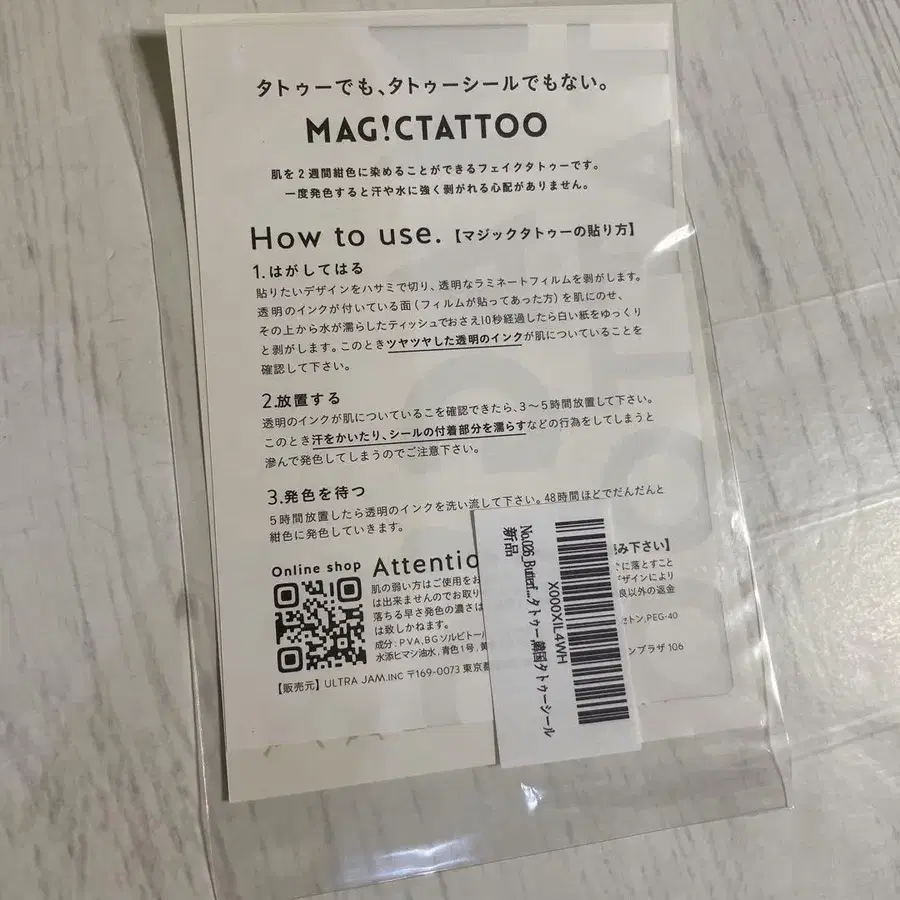 タトゥーでも、タトゥーシールでもない。
MAG!CTATTOO
肌を2週間紺色に染めることができるフェイクタトゥーです。
一度発色すると汗や水に強く剥がれる心配がありません。
How to use.【マジックタトゥーの貼り方】
1.はがしてはる
貼りたいデザインをハサミで切り、透明なラミネートフィルムを剥がします。
透明のインクが付いている面(フィルムが貼ってあった方)を肌にのせ、
その上から水が濡らしたティッシュでおさえ10秒経過したら白い紙をゆっくり
と剥がします。このときツヤツヤした透明のインクが肌についていることを
確認して下さい。
2.放置する
透明のインクが肌についているこを確認できたら、3〜5時間放置して下さい。
このとき汗をかいたり、シールの付着部分を濡らすなどの行為をしてしまうと
滲んで発色してしまうのでご注意下さい。
3.発色を待つ
5時間放置したら透明のインクを洗い流して下さい。48時間ほどでだんだんと
紺色に発色していきます。
Online shop
Attentio
み下さい】
肌の弱い方はご使用をお
に落とすこと
は出来ませんのでお取り
デザインにより
落ちる早さ発色の濃さは
良以外の返金
は致しかねます。
成分:PVA,BGソルビトール
セトン,PEG-40
水添ヒマシ油水,青色1号,黄
【販売元】ULTRA JAM.INC 〒169-0073 東京都
ンプラザ 106
X000XIL4WH
No.026_Butterf...タトゥー 韓国タトゥーシール
新品